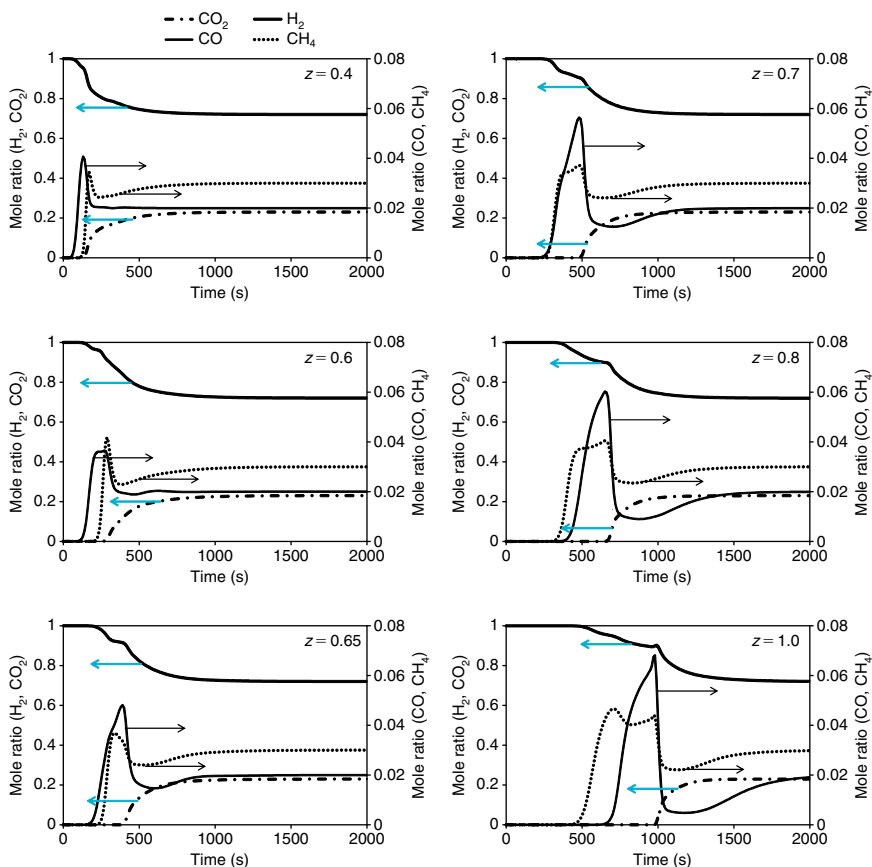 CO₂ H₂
CO CH₄
Mole ratio (H₂, CO₂)
1
0.8
0.6
0.4
0.2
0
z = 0.4
0.08
0.06
0.04
0.02
0
Mole ratio (CO, CH₄)
0 500 1000 1500 2000
Time (s)
Mole ratio (H₂, CO₂)
1
0.8
0.6
0.4
0.2
0
z = 0.7
0.08
0.06
0.04
0.02
0
Mole ratio (CO, CH₄)
0 500 1000 1500 2000
Time (s)
Mole ratio (H₂, CO₂)
1
0.8
0.6
0.4
0.2
0
z = 0.6
0.08
0.06
0.04
0.02
0
Mole ratio (CO, CH₄)
0 500 1000 1500 2000
Time (s)
Mole ratio (H₂, CO₂)
1
0.8
0.6
0.4
0.2
0
z = 0.8
0.08
0.06
0.04
0.02
0
Mole ratio (CO, CH₄)
0 500 1000 1500 2000
Time (s)
Mole ratio (H₂, CO₂)
1
0.8
0.6
0.4
0.2
0
z = 0.65
0.08
0.06
0.04
0.02
0
Mole ratio (CO, CH₄)
0 500 1000 1500 2000
Time (s)
Mole ratio (H₂, CO₂)
1
0.8
0.6
0.4
0.2
0
z = 1.0
0.08
0.06
0.04
0.02
0
Mole ratio (CO, CH₄)
0 500 1000 1500 2000
Time (s)